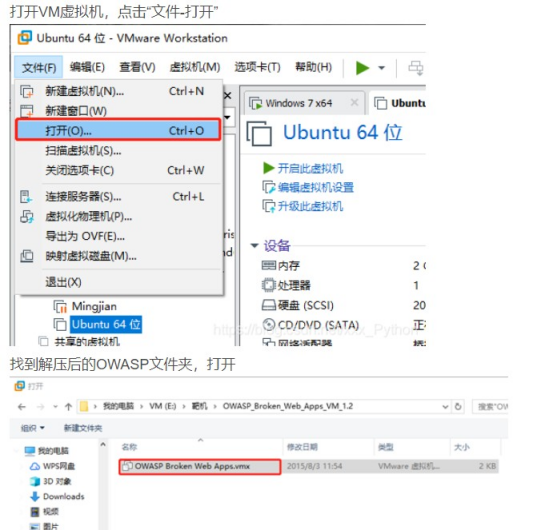 打开VM虚拟机，点击“文件-打开”
Ubuntu 64 位 - VMware Workstation
文件(F) 编辑(E) 查看(V) 虚拟机(M) 选项卡(T) 帮助(H)
新建虚拟机(N)... Ctrl+N
新建窗口(W)
打开(O)... Ctrl+O
扫描虚拟机(S)...
关闭选项卡(C) Ctrl+W
连接服务器(S)... Ctrl+L
虚拟化物理机(P)...
导出为 OVF(E)...
映射虚拟磁盘(M)...
退出(X)
Mingjian
Ubuntu 64 位
共享的虚拟机
Windows 7 x64
Ubuntu 64 位
开启此虚拟机
编辑虚拟机设置
升级此虚拟机
设备
内存
处理器 1
硬盘 (SCSI) 20
CD/DVD (SATA)
网络适配器
找到解压后的OWASP文件夹，打开
打开
我的电脑 › VM (E:) › 靶机 › OWASP_Broken_Web_Apps_VM_1.2
组织 新建文件夹
名称 修改日期 类型 大小
我的电脑
WPS网盘
3D 对象
Downloads
视频
图片
OWASP Broken Web Apps.vmx 2015/8/3 11:54 VMware 虚拟机... 2 KB